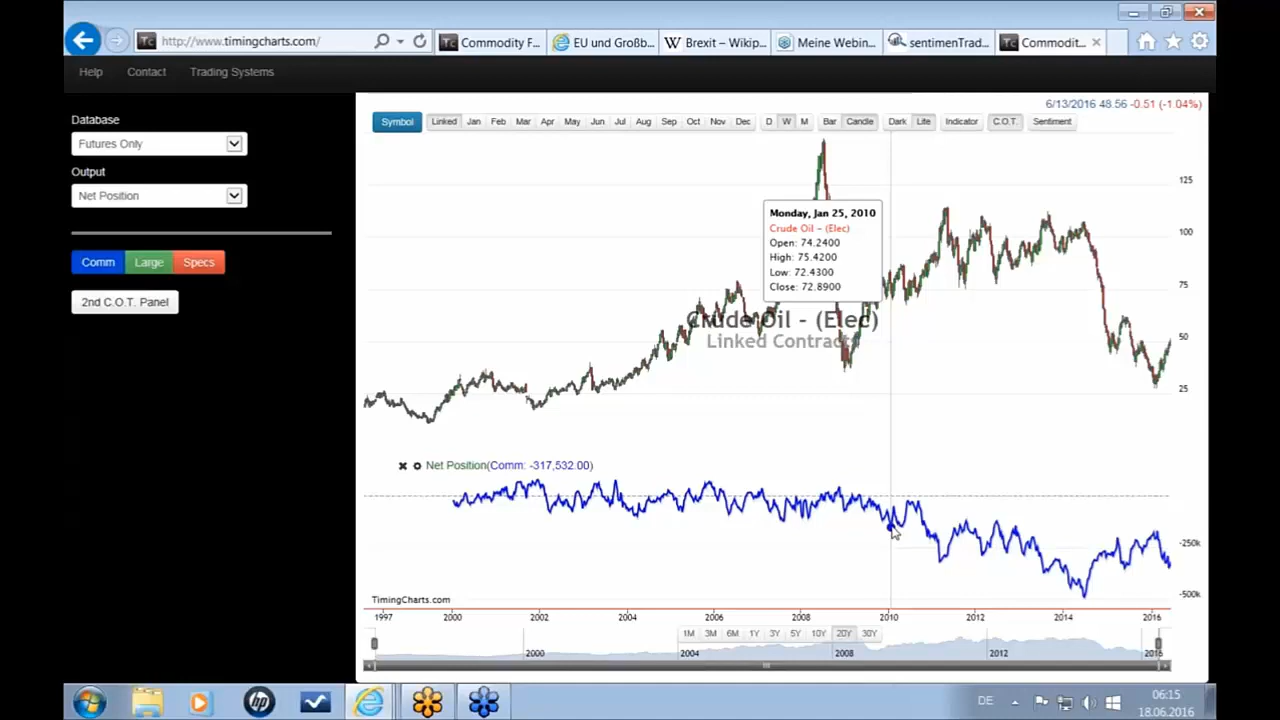 http://www.timingcharts.com/
Commodity F...
EU und Großb...
Brexit – Wikip...
Meine Webin...
sentimenTrad...
Commodit...
Help
Contact
Trading Systems
Database
Futures Only
Output
Net Position
Comm
Large
Specs
2nd C.O.T. Panel
6/13/2016 48.56 -0.51 (-1.04%)
Symbol
Linked Jan Feb Mar Apr May Jun Jul Aug Sep Oct Nov Dec
D W M
Bar Candle
Dark Lite
Indicator
C.O.T.
Sentiment
125
100
75
50
25
Monday, Jan 25, 2010
Crude Oil - (Elec)
Open: 74.2400
High: 75.4200
Low: 72.4300
Close: 72.8900
Crude Oil - (Elec)
Linked Contracts
Net Position(Comm: -317,532.00)
-250k
-500k
TimingCharts.com
1997 2000 2002 2004 2006 2008 2010 2012 2014 2016
1M 3M 6M 1Y 3Y 5Y 10Y 20Y 30Y
2000 2004 2008 2012 2016
DE
06:15
18.06.2016